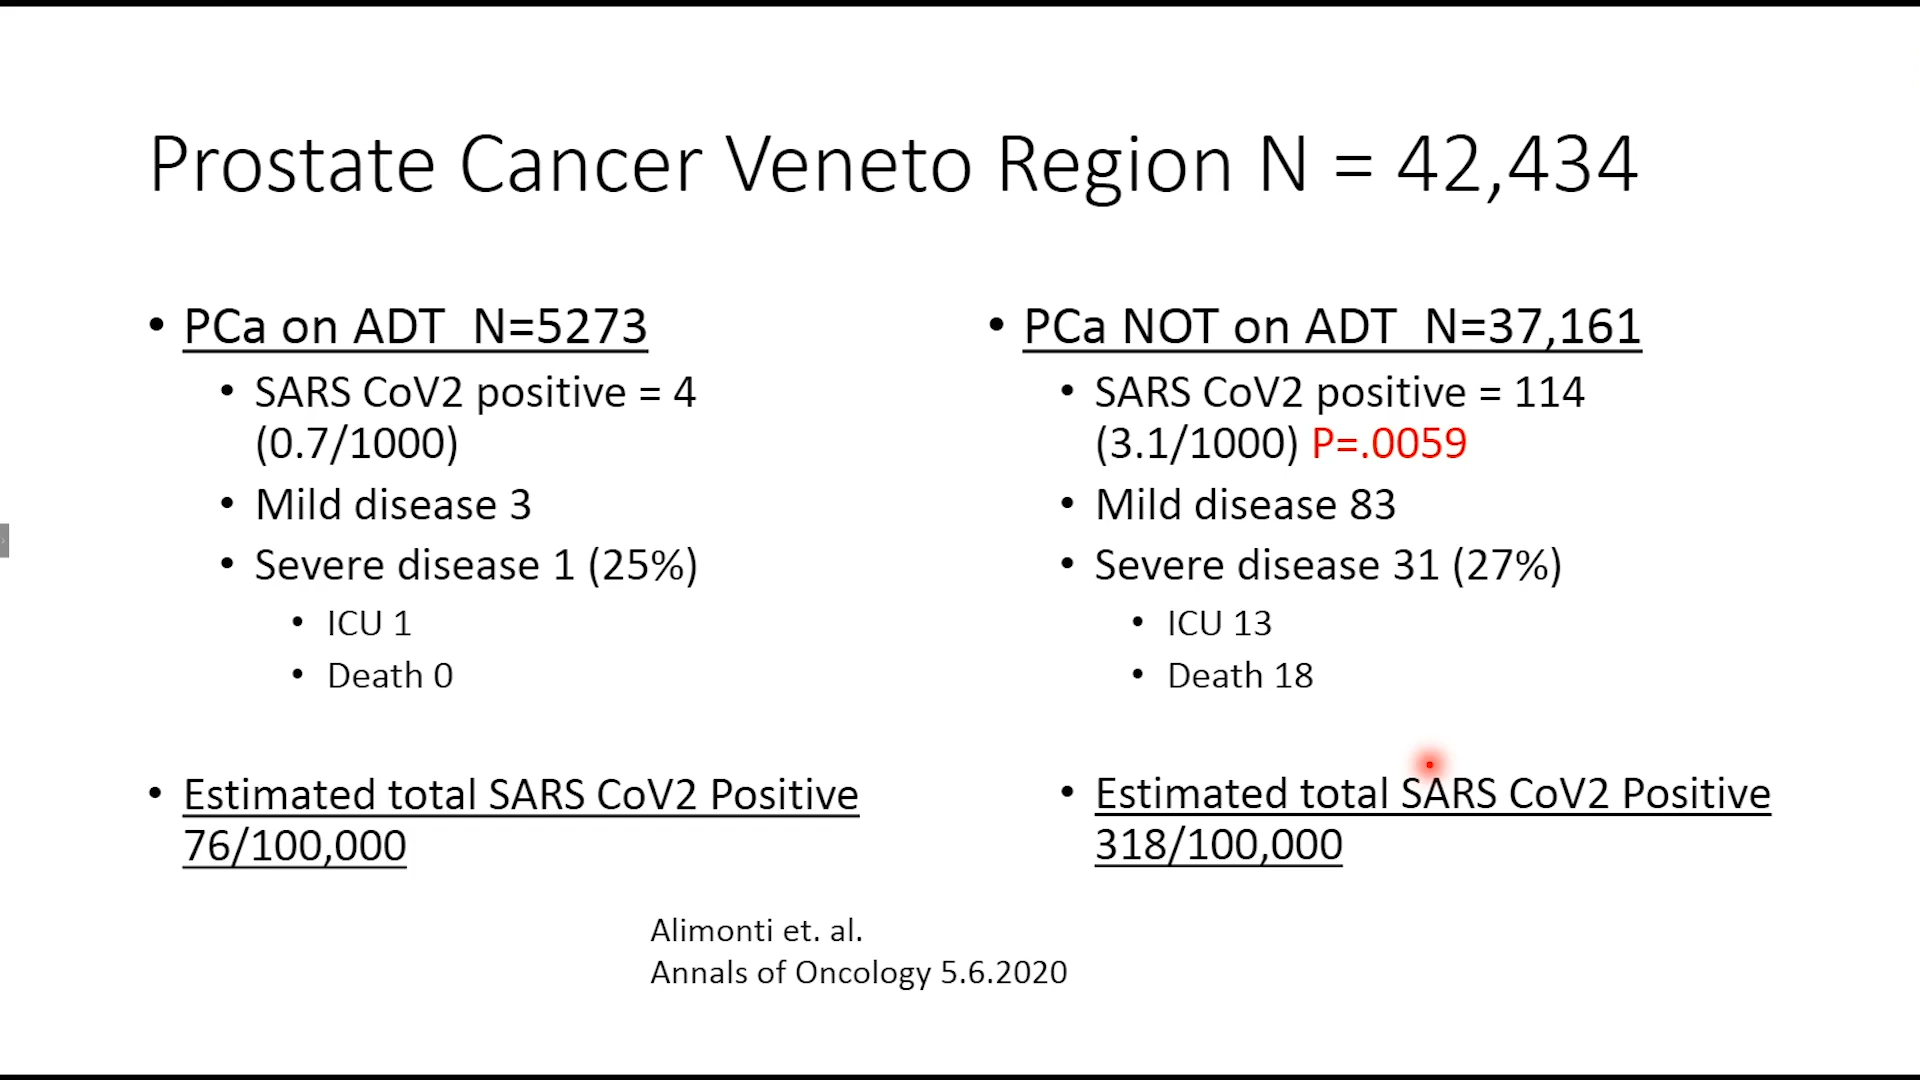 Prostate Cancer Veneto Region N = 42,434
• PCa on ADT N=5273
• SARS CoV2 positive = 4
(0.7/1000)
• Mild disease 3
• Severe disease 1 (25%)
• ICU 1
• Death 0
• Estimated total SARS CoV2 Positive
76/100,000
• PCa NOT on ADT N=37,161
• SARS CoV2 positive = 114
(3.1/1000) P=.0059
• Mild disease 83
• Severe disease 31 (27%)
• ICU 13
• Death 18
• Estimated total SARS CoV2 Positive
318/100,000
Alimonti et. al.
Annals of Oncology 5.6.2020